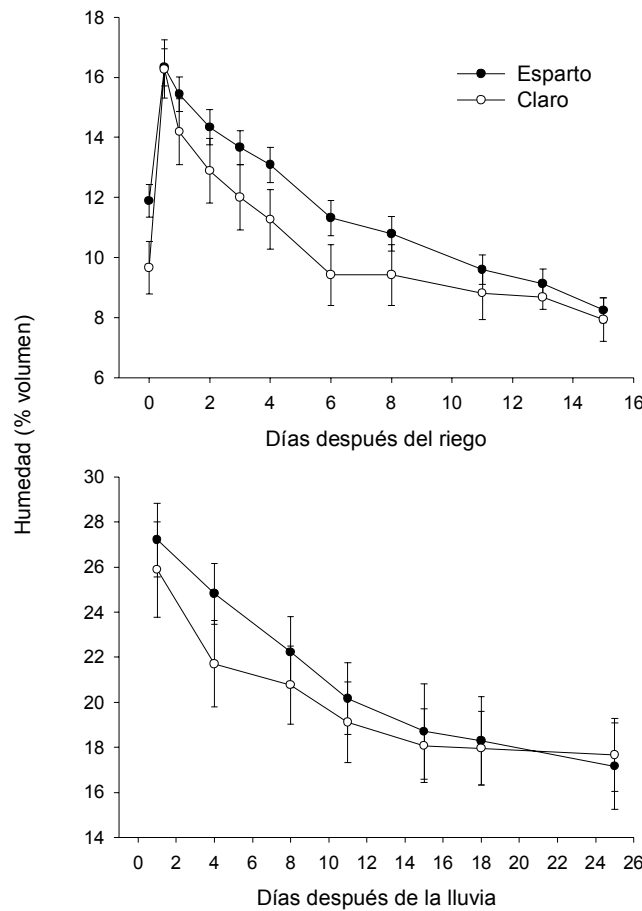 18
16
14
12
10
8
6
Esparto
Claro
0 2 4 6 8 10 12 14 16
Días después del riego
Humedad (% volumen)
30
28
26
24
22
20
18
16
14
0 2 4 6 8 10 12 14 16 18 20 22 24 26
Días después de la lluvia